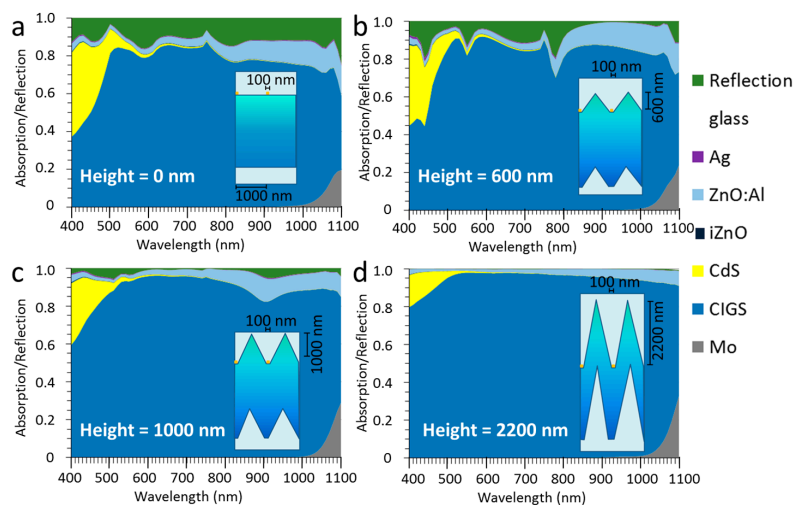 a
1.0
0.8
0.6
0.4
0.2
0
Absorption/Reflection
100 nm
1000 nm
Height = 0 nm
400 500 600 700 800 900 1000 1100
Wavelength (nm)
b
1.0
0.8
0.6
0.4
0.2
0
Absorption/Reflection
100 nm
600 nm
Height = 600 nm
400 500 600 700 800 900 1000 1100
Wavelength (nm)
c
1.0
0.8
0.6
0.4
0.2
0
Absorption/Reflection
100 nm
1000 nm
Height = 1000 nm
400 500 600 700 800 900 1000 1100
Wavelength (nm)
d
1.0
0.8
0.6
0.4
0.2
0
Absorption/Reflection
100 nm
2200 nm
Height = 2200 nm
400 500 600 700 800 900 1000 1100
Wavelength (nm)
Reflection
glass
Ag
ZnO:Al
iZnO
CdS
CIGS
Mo